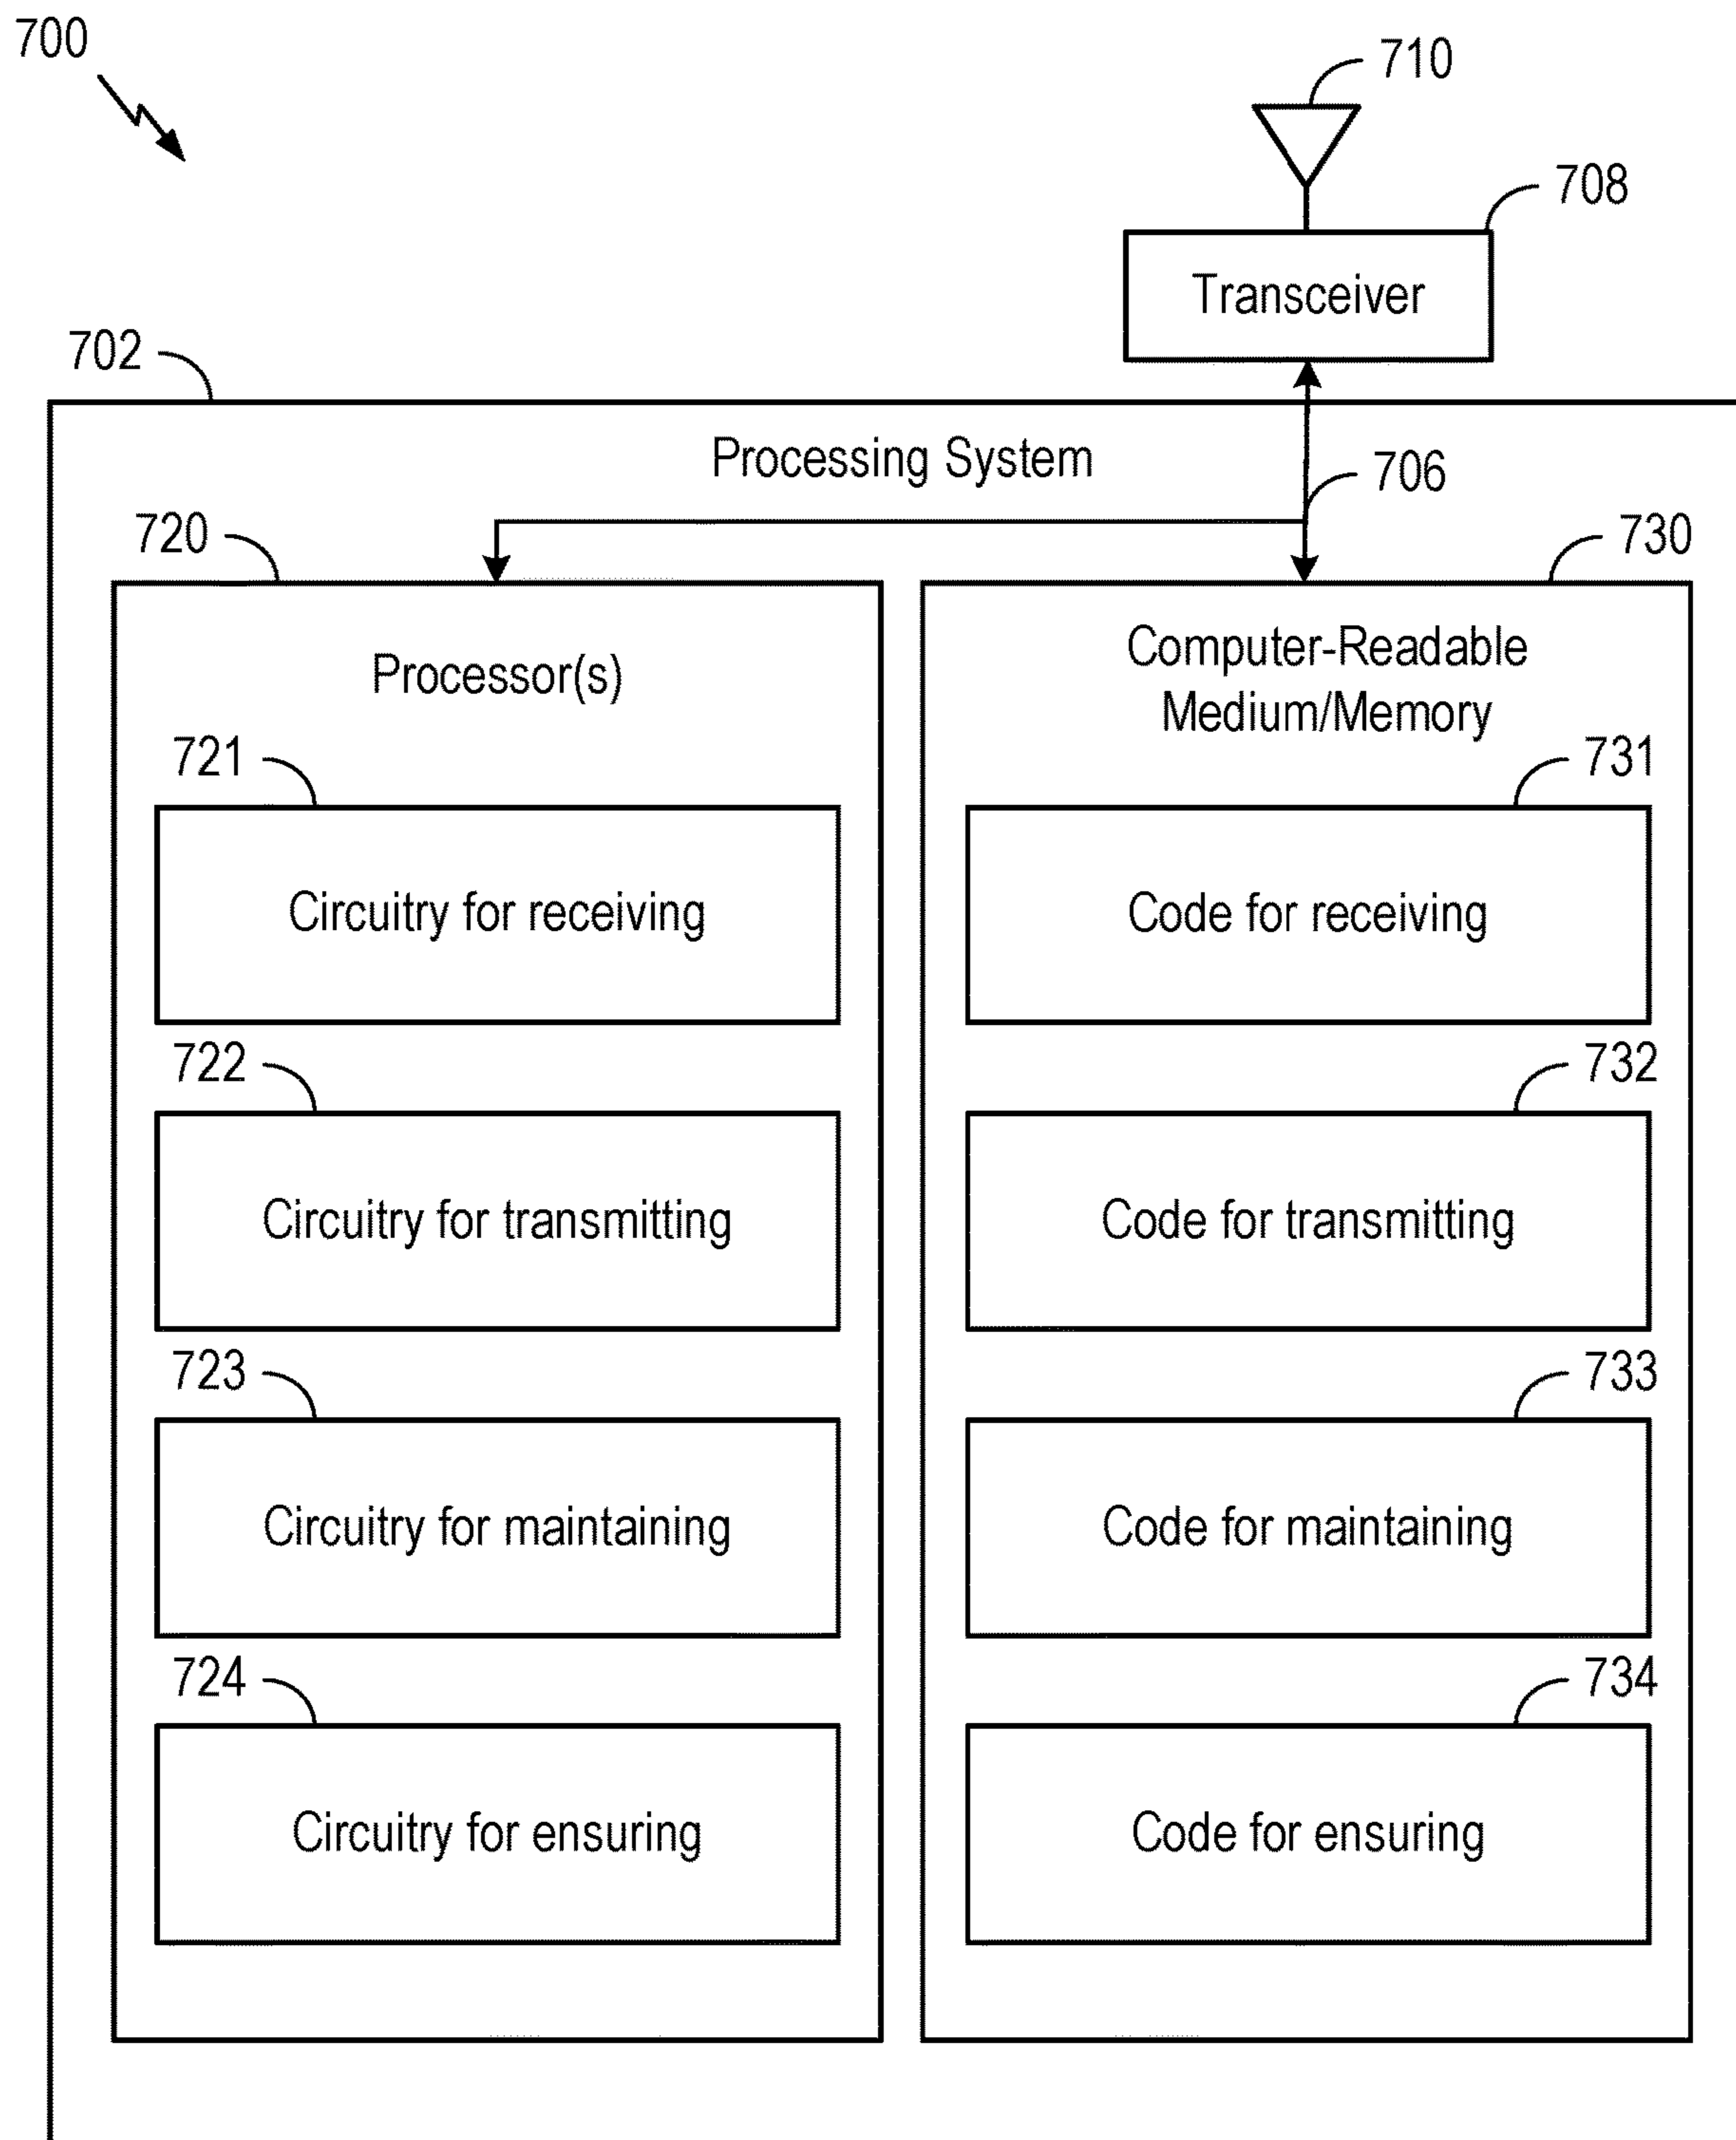 700
710
708
Transceiver
702
Processing System
706
720
730
Processor(s)
Computer-Readable
Medium/Memory
721
731
Circuitry for receiving
Code for receiving
722
732
Circuitry for transmitting
Code for transmitting
723
733
Circuitry for maintaining
Code for maintaining
724
734
Circuitry for ensuring
Code for ensuring